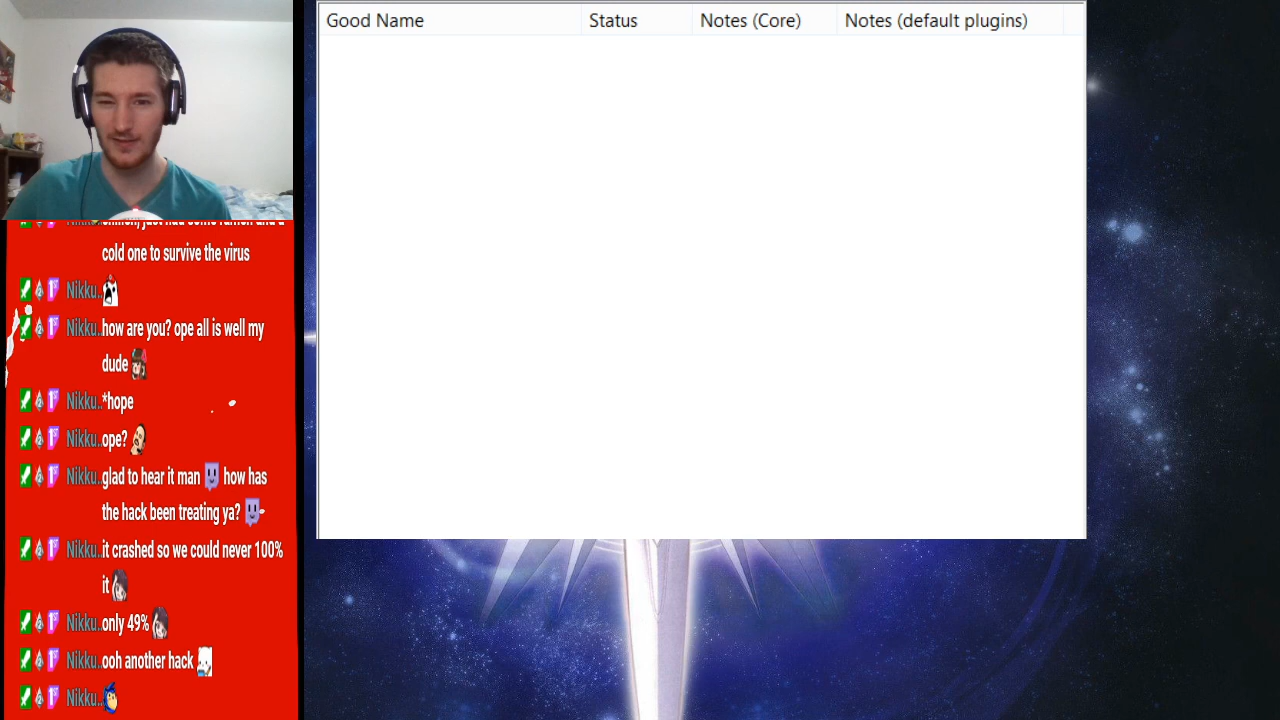 Good Name Status Notes (Core) Notes (default plugins)
cold one to survive the virus
Nikku..
Nikku..how are you? ope all is well my
dude
Nikku..*hope
Nikku..ope?
Nikku..glad to hear it man how has
the hack been treating ya?
Nikku..it crashed so we could never 100%
it
Nikku..only 49%
Nikku..ooh another hack
Nikku..